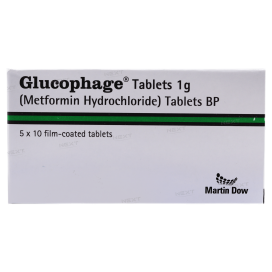 Glucophage® Tablets 1g
(Metformin Hydrochloride) Tablets BP
5 x 10 film-coated tablets
Martin Dow